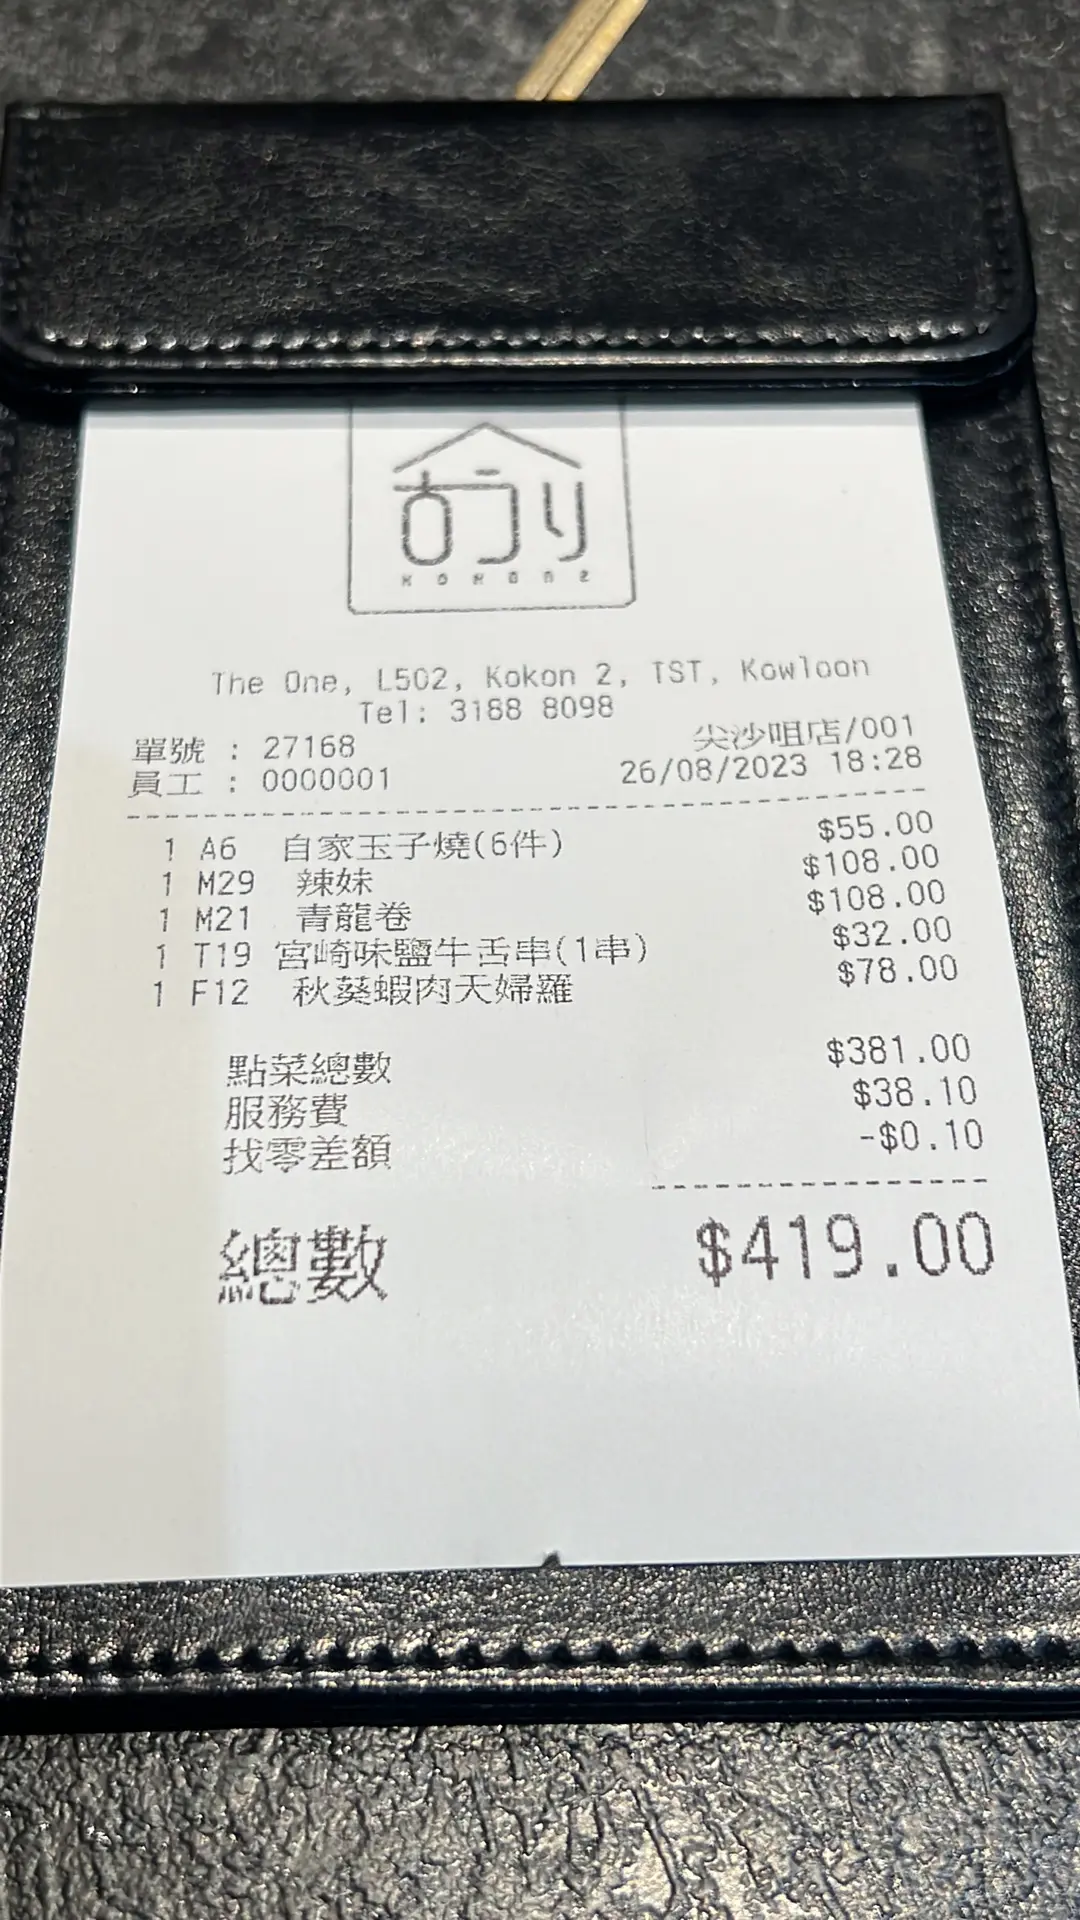 古っり
KOKON2
The One, L502, Kokon 2, TST, Kowloon
Tel: 3188 8098
尖沙咀店/001
單號 : 27168
員工 : 0000001 26/08/2023 18:28
1 A6 自家玉子燒(6件) $55.00
1 M29 辣妹 $108.00
1 M21 青龍卷 $108.00
1 T19 宮崎味鹽牛舌串(1串) $32.00
1 F12 秋葵蝦肉天婦羅 $78.00
點菜總數 $381.00
服務費 $38.10
找零差額 -$0.10
總數 $419.00